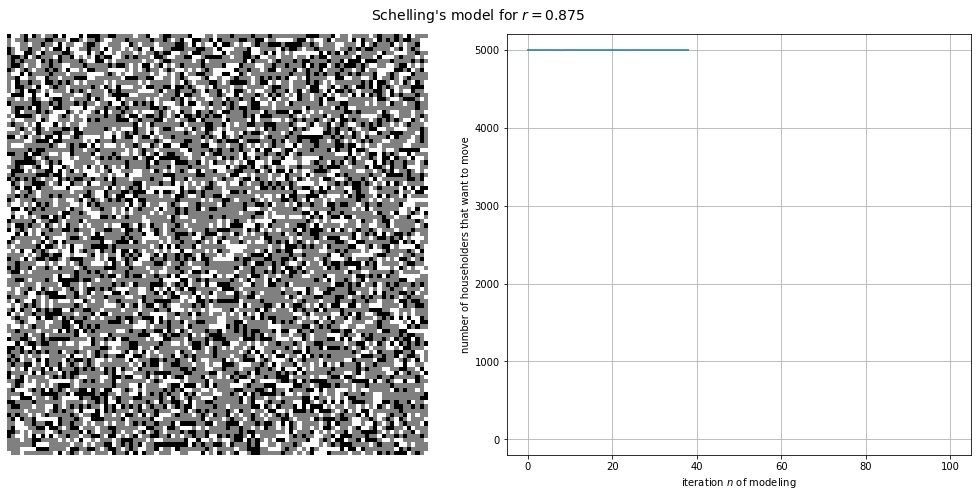 Schelling's model for r = 0.875
5000
4000
3000
2000
1000
0
number of householders that want to move
0 20 40 60 80 100
iteration n of modeling